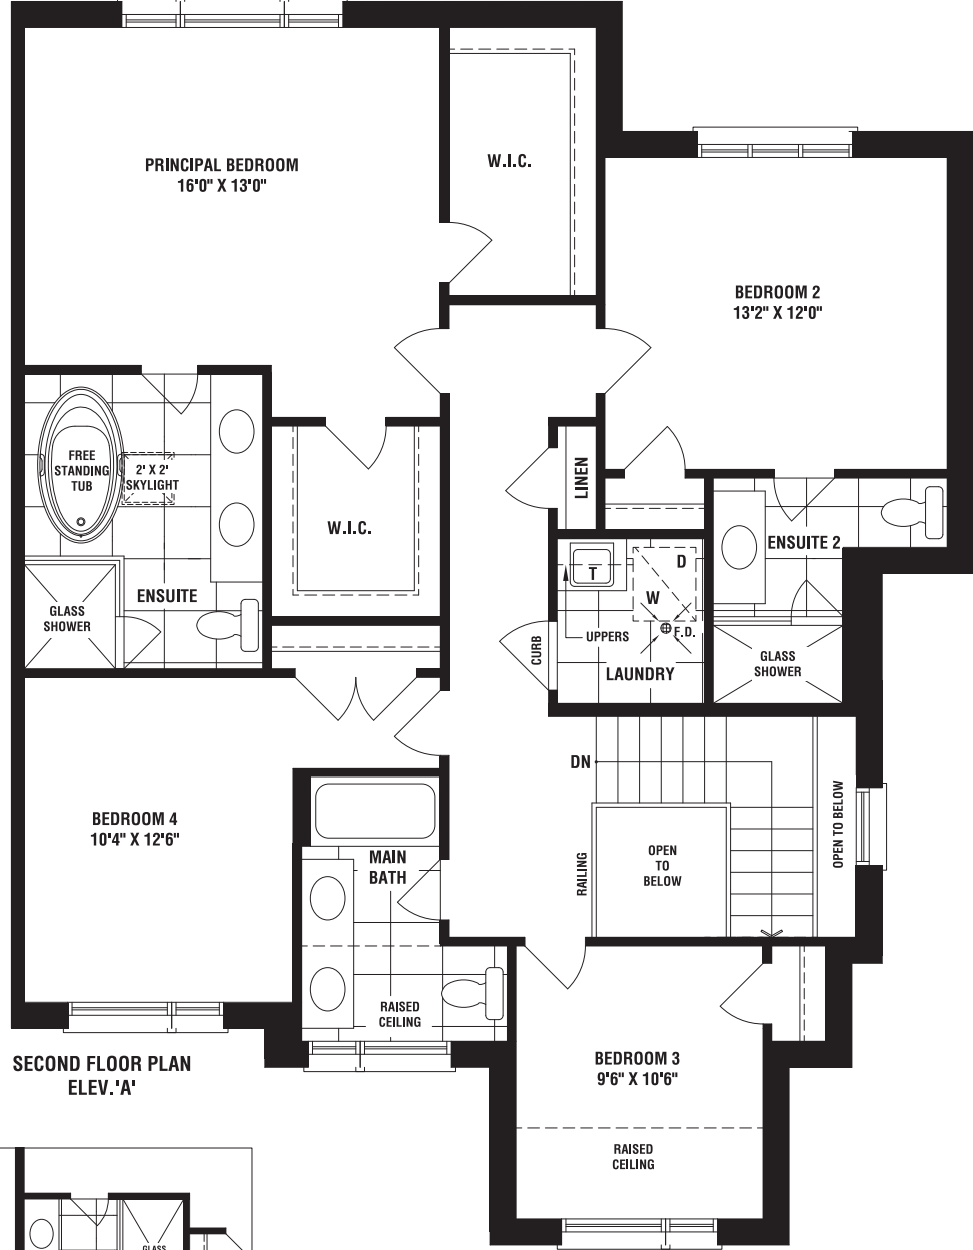 PRINCIPAL BEDROOM
16'0" X 13'0"
W.I.C.
BEDROOM 2
13'2" X 12'0"
FREE
STANDING
TUB
2' X 2'
SKYLIGHT
W.I.C.
LINEN
ENSUITE 2
ENSUITE
GLASS
SHOWER
T
D
W
F.D.
UPPERS
CURB
LAUNDRY
GLASS
SHOWER
DN
OPEN TO BELOW
BEDROOM 4
10'4" X 12'6"
MAIN
BATH
RAILING
OPEN
TO
BELOW
RAISED
CEILING
SECOND FLOOR PLAN
ELEV.'A'
BEDROOM 3
9'6" X 10'6"
RAISED
CEILING
GLASS